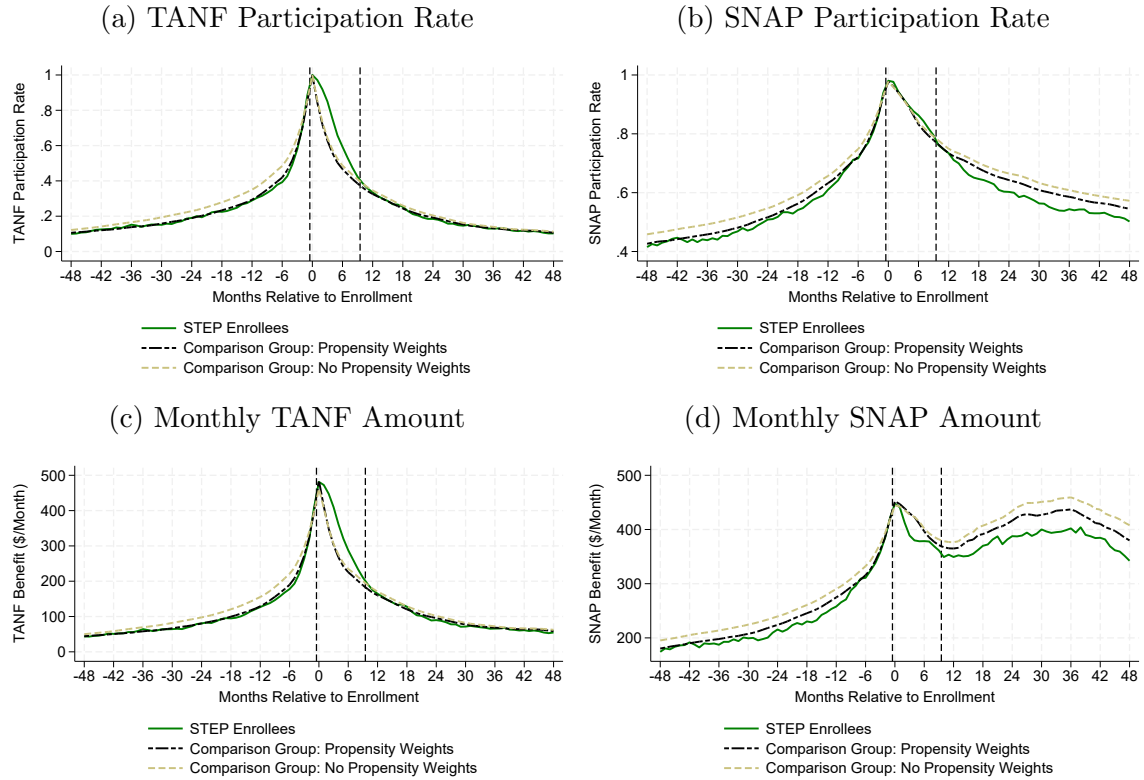 (a) TANF Participation Rate
TANF Participation Rate
1
.8
.6
.4
.2
0
-48 -42 -36 -30 -24 -18 -12 -6 0 6 12 18 24 30 36 42 48
Months Relative to Enrollment
STEP Enrollees
Comparison Group: Propensity Weights
Comparison Group: No Propensity Weights
(b) SNAP Participation Rate
SNAP Participation Rate
1
.8
.6
.4
-48 -42 -36 -30 -24 -18 -12 -6 0 6 12 18 24 30 36 42 48
Months Relative to Enrollment
STEP Enrollees
Comparison Group: Propensity Weights
Comparison Group: No Propensity Weights
(c) Monthly TANF Amount
TANF Benefit ($/Month)
500
400
300
200
100
0
-48 -42 -36 -30 -24 -18 -12 -6 0 6 12 18 24 30 36 42 48
Months Relative to Enrollment
STEP Enrollees
Comparison Group: Propensity Weights
Comparison Group: No Propensity Weights
(d) Monthly SNAP Amount
SNAP Benefit ($/Month)
500
400
300
200
-48 -42 -36 -30 -24 -18 -12 -6 0 6 12 18 24 30 36 42 48
Months Relative to Enrollment
STEP Enrollees
Comparison Group: Propensity Weights
Comparison Group: No Propensity Weights